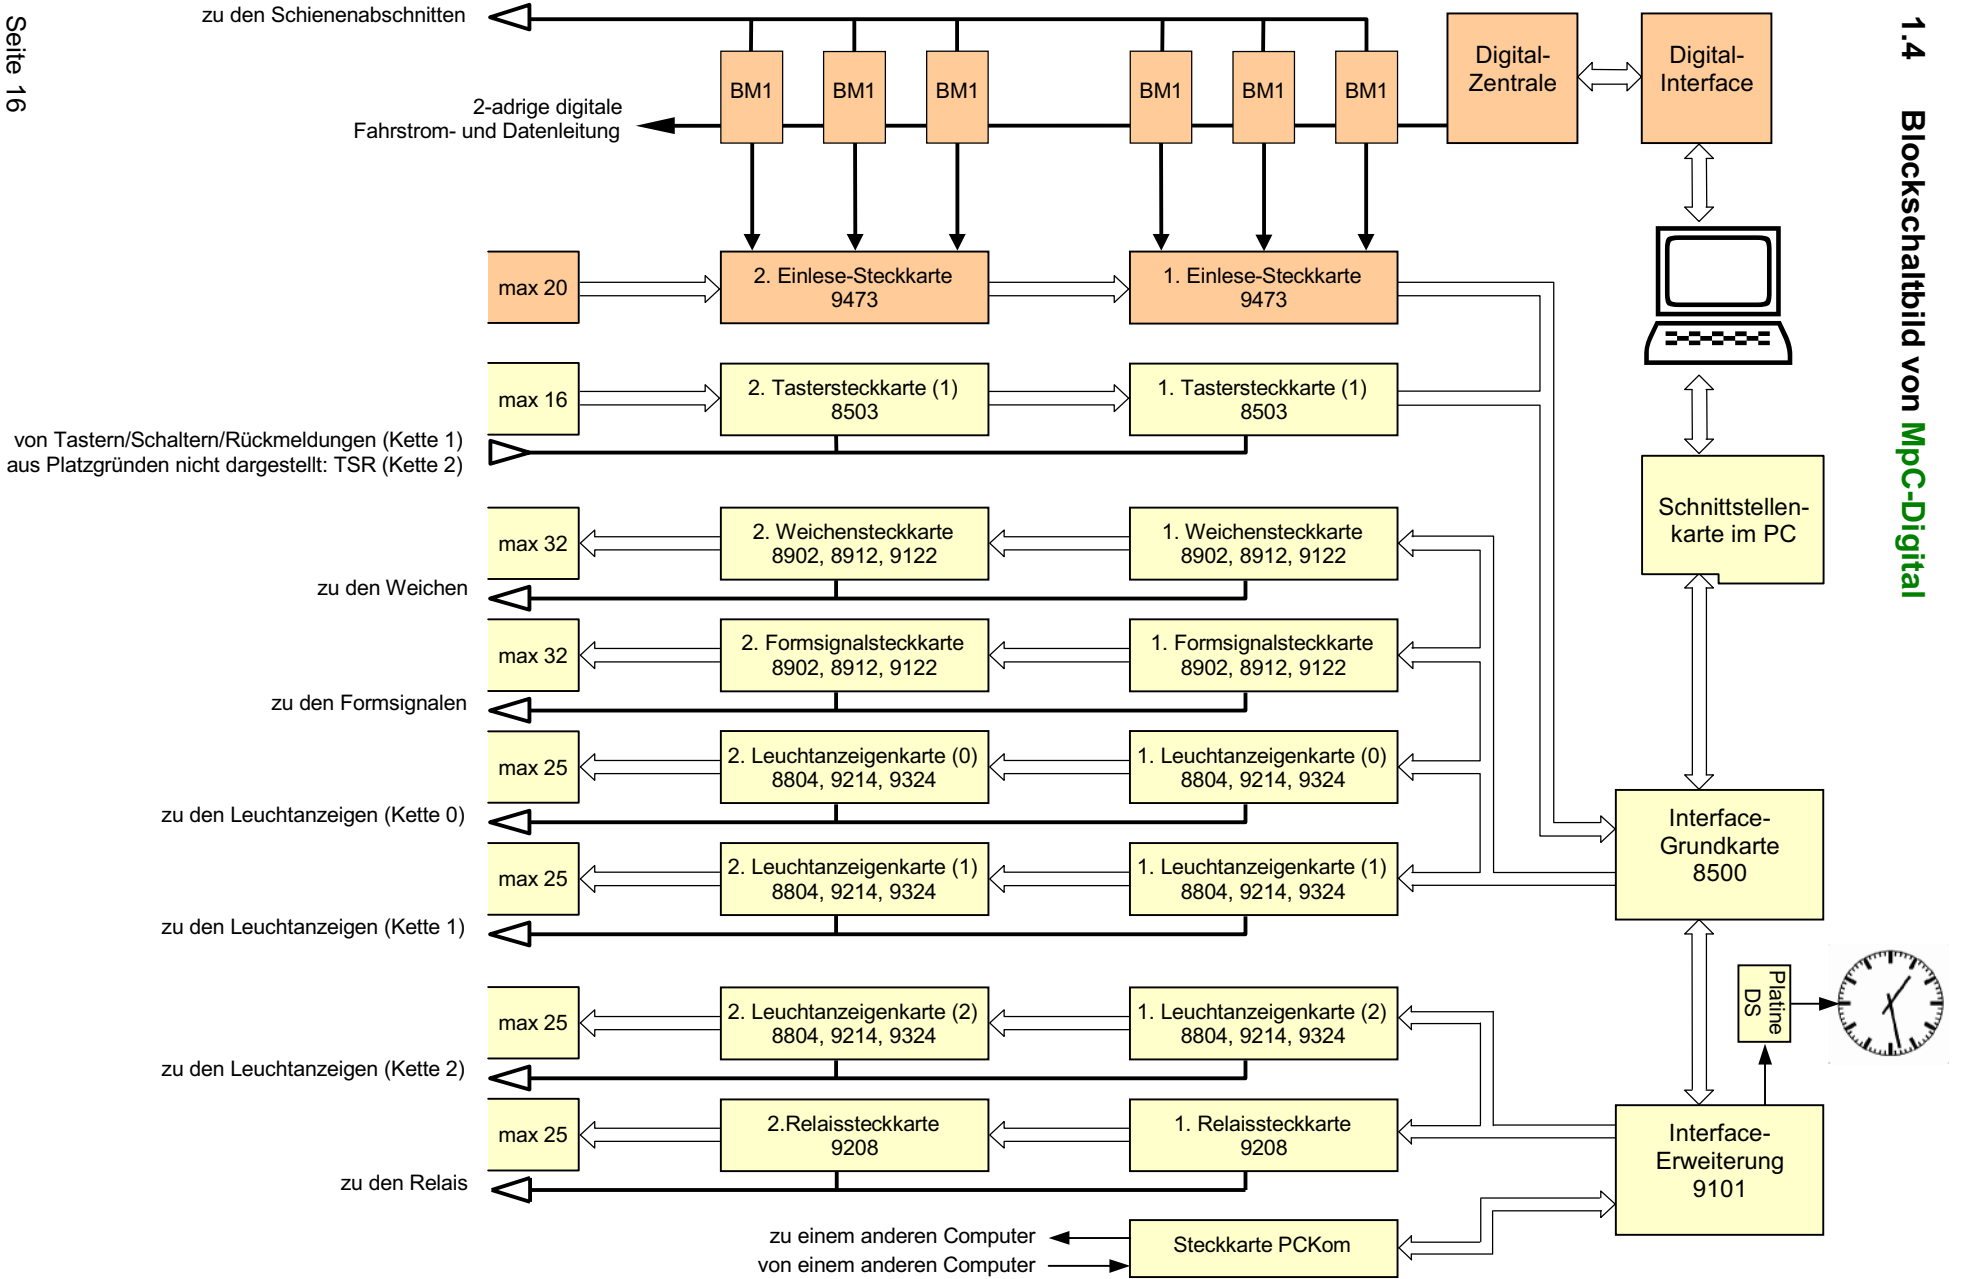 Seite 16
1.4 Blockschaltbild von MpC-Digital
zu den Schienenabschnitten
2-adrige digitale
Fahrstrom- und Datenleitung
BM1
BM1
BM1
BM1
BM1
BM1
Digital-
Zentrale
Digital-
Interface
max 20
2. Einlese-Steckkarte
9473
1. Einlese-Steckkarte
9473
max 16
2. Tastersteckkarte (1)
8503
1. Tastersteckkarte (1)
8503
von Tastern/Schaltern/Rückmeldungen (Kette 1)
aus Platzgründen nicht dargestellt: TSR (Kette 2)
Schnittstellen-
karte im PC
max 32
2. Weichensteckkarte
8902, 8912, 9122
1. Weichensteckkarte
8902, 8912, 9122
zu den Weichen
max 32
2. Formsignalsteckkarte
8902, 8912, 9122
1. Formsignalsteckkarte
8902, 8912, 9122
zu den Formsignalen
max 25
2. Leuchtanzeigenkarte (0)
8804, 9214, 9324
1. Leuchtanzeigenkarte (0)
8804, 9214, 9324
zu den Leuchtanzeigen (Kette 0)
Interface-
Grundkarte
8500
max 25
2. Leuchtanzeigenkarte (1)
8804, 9214, 9324
1. Leuchtanzeigenkarte (1)
8804, 9214, 9324
zu den Leuchtanzeigen (Kette 1)
Platine
DS
max 25
2. Leuchtanzeigenkarte (2)
8804, 9214, 9324
1. Leuchtanzeigenkarte (2)
8804, 9214, 9324
zu den Leuchtanzeigen (Kette 2)
max 25
2.Relaissteckkarte
9208
1. Relaissteckkarte
9208
zu den Relais
Interface-
Erweiterung
9101
zu einem anderen Computer
von einem anderen Computer
Steckkarte PCKom